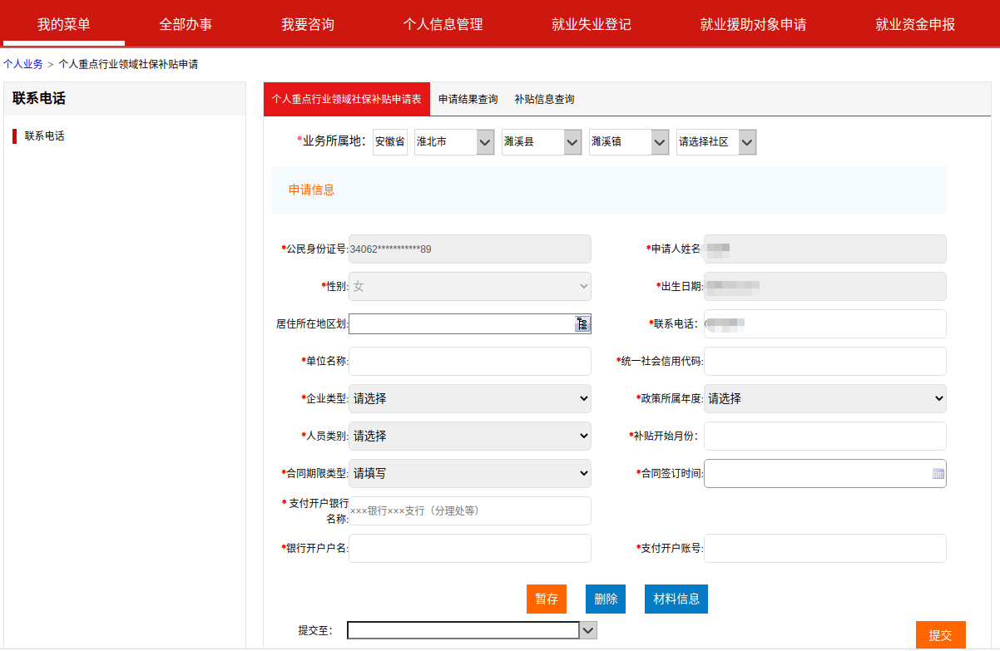 我的菜单 全部办事 我要咨询 个人信息管理 就业失业登记 就业援助对象申请 就业资金申报
个人业务 > 个人重点行业领域社保补贴申请
联系电话
联系电话
个人重点行业领域社保补贴申请表 申请结果查询 补贴信息查询
*业务所属地: 安徽省 淮北市 濉溪县 濉溪镇 请选择社区
申请信息
*公民身份证号: 34062***********89 *申请人姓名
*性别: 女 *出生日期:
居住所在地区划: *联系电话:
*单位名称: *统一社会信用代码:
*企业类型: 请选择 *政策所属年度: 请选择
*人员类别: 请选择 *补贴开始月份:
*合同期限类型: 请填写 *合同签订时间:
* 支付开户银行
名称: ×××银行×××支行（分理处等）
*银行开户户名: *支付开户账号:
暂存 删除 材料信息
提交至: 提交